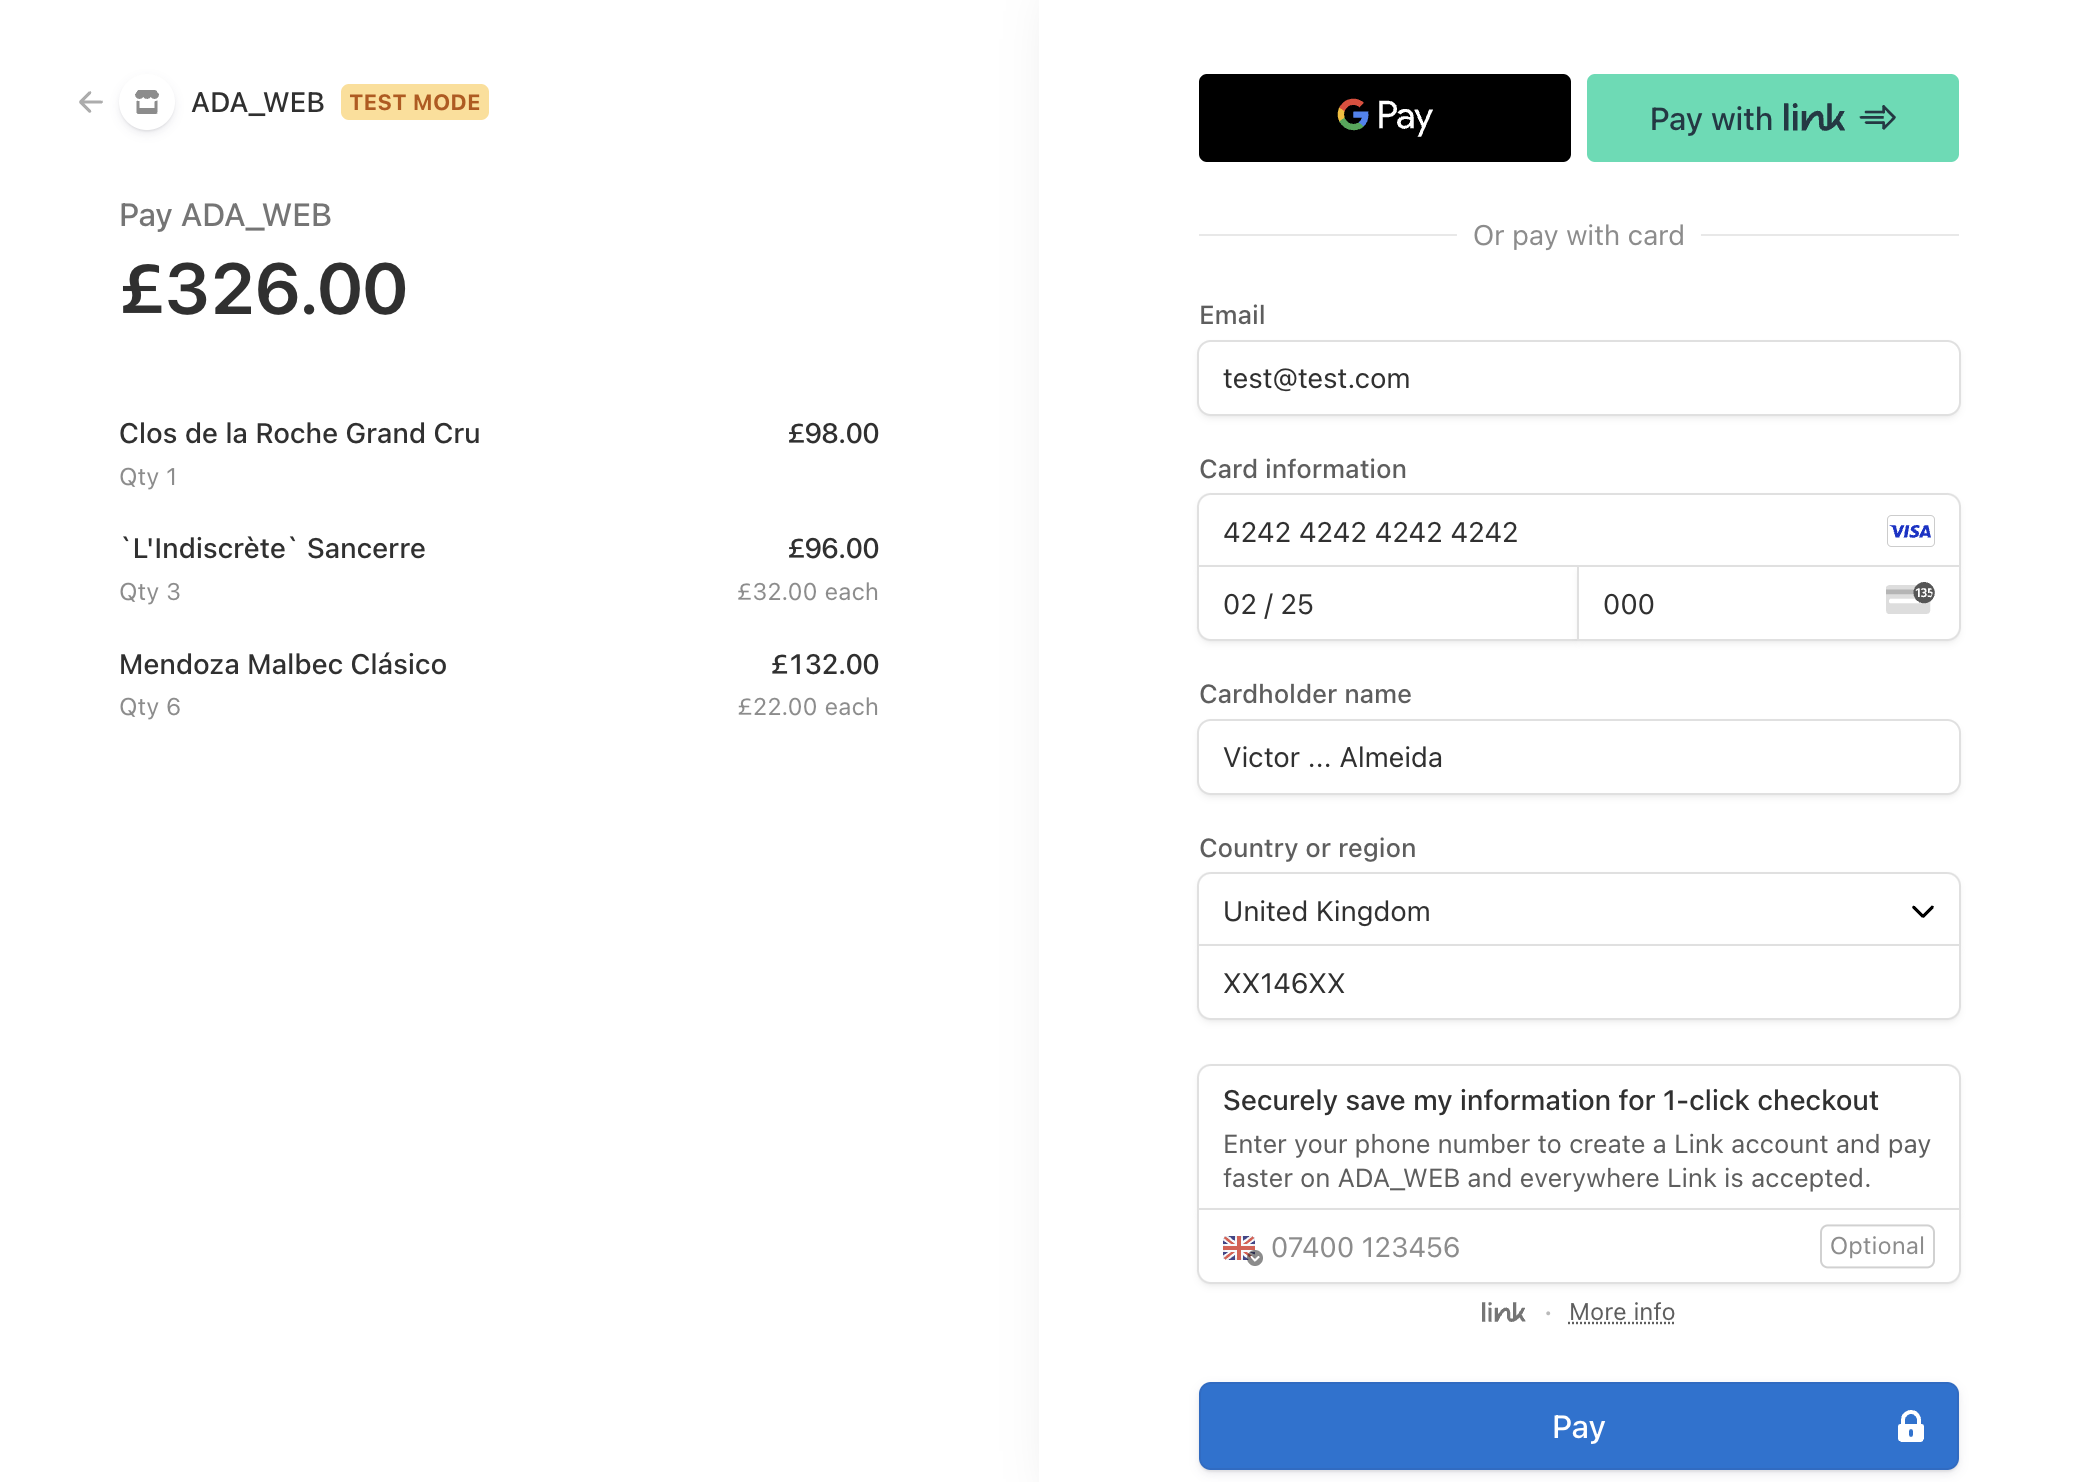 ADA_WEB TEST MODE
Pay ADA_WEB
£326.00
Clos de la Roche Grand Cru £98.00
Qty 1
`L'Indiscrète` Sancerre £96.00
Qty 3 £32.00 each
Mendoza Malbec Clásico £132.00
Qty 6 £22.00 each
G Pay Pay with link
Or pay with card
Email
test@test.com
Card information
4242 4242 4242 4242 VISA
02 / 25 000 135
Cardholder name
Victor ... Almeida
Country or region
United Kingdom
XX146XX
Securely save my information for 1-click checkout
Enter your phone number to create a Link account and pay
faster on ADA_WEB and everywhere Link is accepted.
07400 123456 Optional
link · More info
Pay